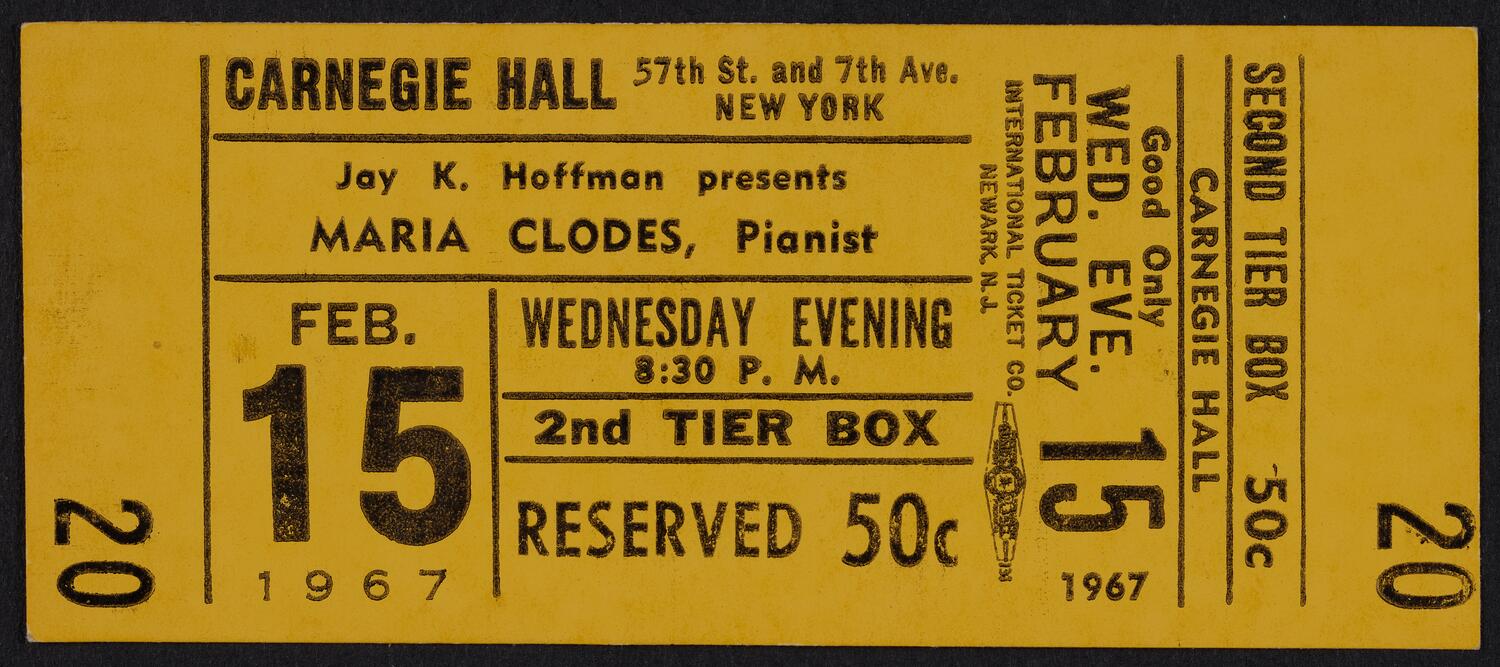 20
CARNEGIE HALL
57th St. and 7th Ave.
NEW YORK
Jay K. Hoffman presents
MARIA CLODES, Pianist
FEB.
15
1967
WEDNESDAY EVENING
8:30 P. M.
2nd TIER BOX
RESERVED 50c
SECOND TIER BOX 50c
CARNEGIE HALL
Good Only
WED. EVE.
FEBRUARY 15
1967
INTERNATIONAL TICKET CO.
NEWARK, N.J.
20